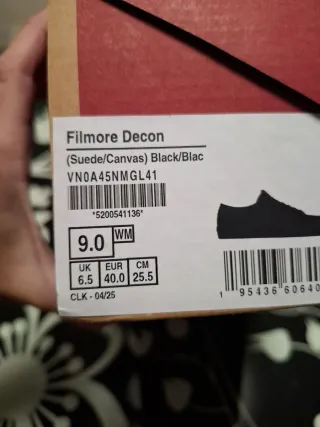 Filmore Decon
(Suede/Canvas) Black/Blac
VN0A45NMGL41
*5200541136*
9.0 WM
UK EUR CM
6.5 40.0 25.5
CLK - 04/25
1 95436 60640